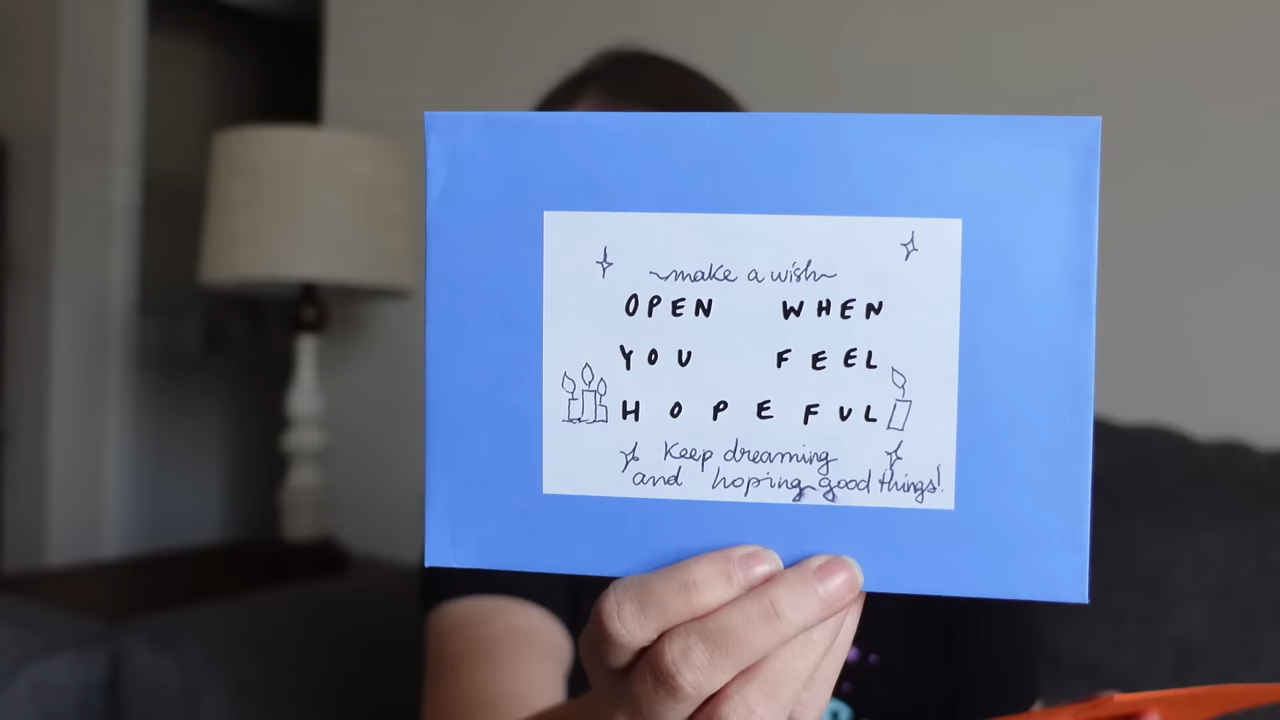 ~make a wish~
OPEN WHEN
YOU FEEL
HOPEFUL
Keep dreaming
and hoping good things!